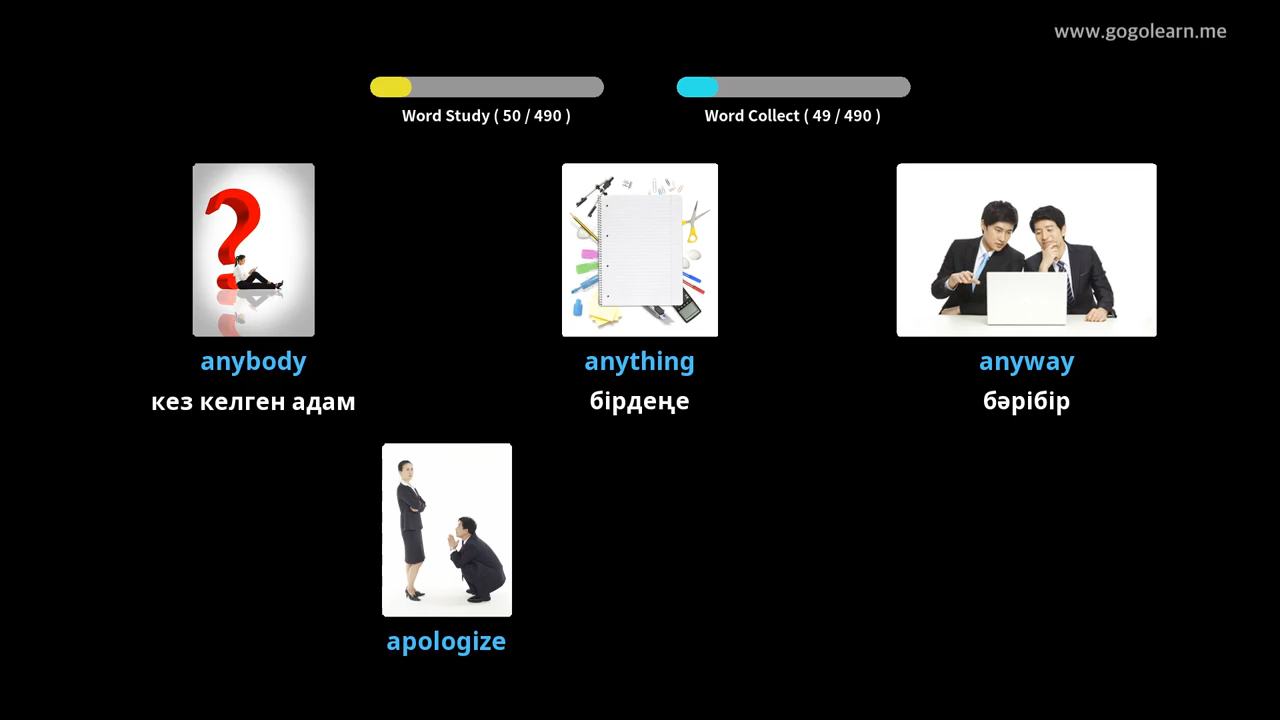 www.gogolearn.me
Word Study ( 50 / 490 )
Word Collect ( 49 / 490 )
anybody
кез келген адам
anything
бірдеңе
anyway
бәрібір
apologize